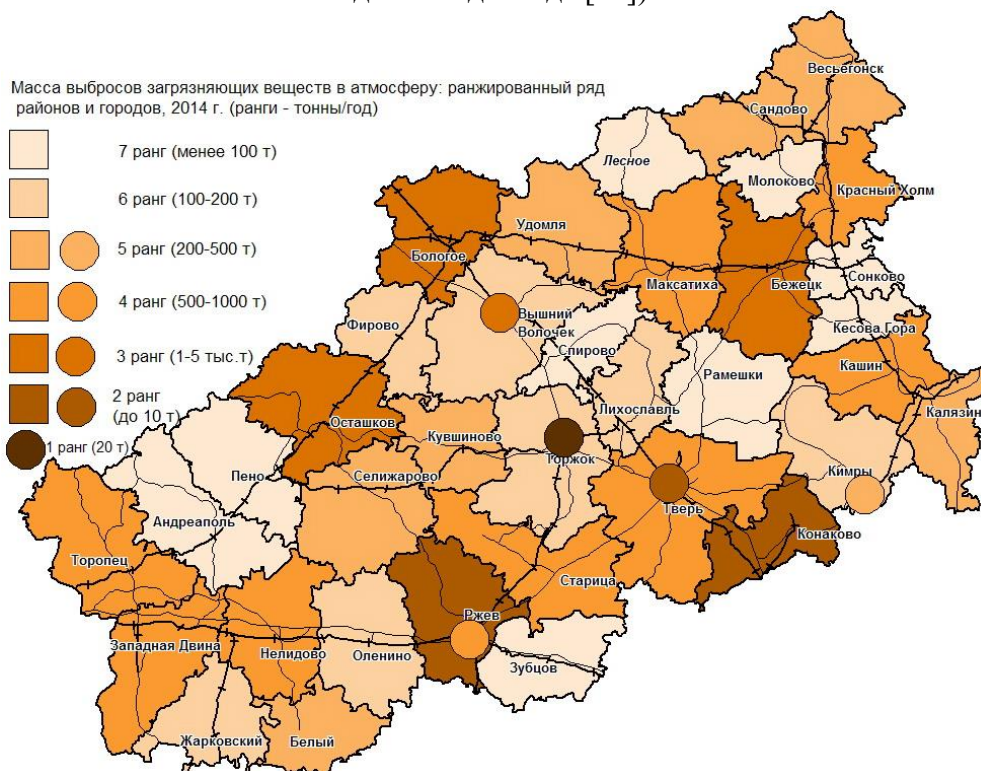 Масса выбросов загрязняющих веществ в атмосферу: ранжированный ряд
районов и городов, 2014 г. (ранги - тонны/год)
7 ранг (менее 100 т)
6 ранг (100-200 т)
5 ранг (200-500 т)
4 ранг (500-1000 т)
3 ранг (1-5 тыс.т)
2 ранг
(до 10 т)
1 ранг (20 т)
Весьегонск
Сандово
Лесное
Молоково
Красный Холм
Удомля
Бологое
Максатиха
Бежецк
Сонково
Кесова Гора
Фирово
Вышний
Волочек
Спирово
Рамешки
Кашин
Лихославль
Калязин
Осташков
Кувшиново
Торжок
Пено
Селижарово
Кимры
Андреаполь
Тверь
Конаково
Торопец
Старица
Ржев
Западная Двина
Нелидово
Оленино
Зубцов
Жарковский
Белый